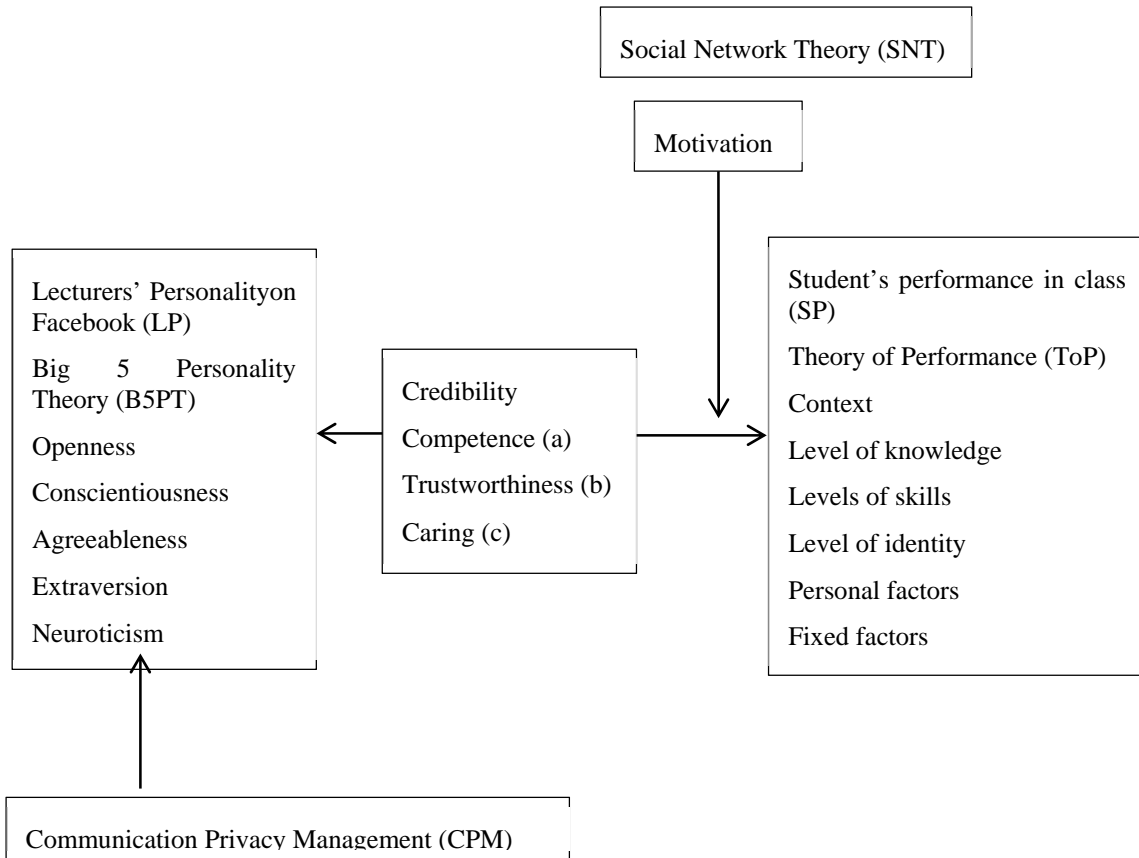 Social Network Theory (SNT)
Motivation
Lecturers’ Personalityon
Facebook (LP)
Big 5 Personality
Theory (B5PT)
Openness
Conscientiousness
Agreeableness
Extraversion
Neuroticism
Credibility
Competence (a)
Trustworthiness (b)
Caring (c)
Student’s performance in class
(SP)
Theory of Performance (ToP)
Context
Level of knowledge
Levels of skills
Level of identity
Personal factors
Fixed factors
Communication Privacy Management (CPM)